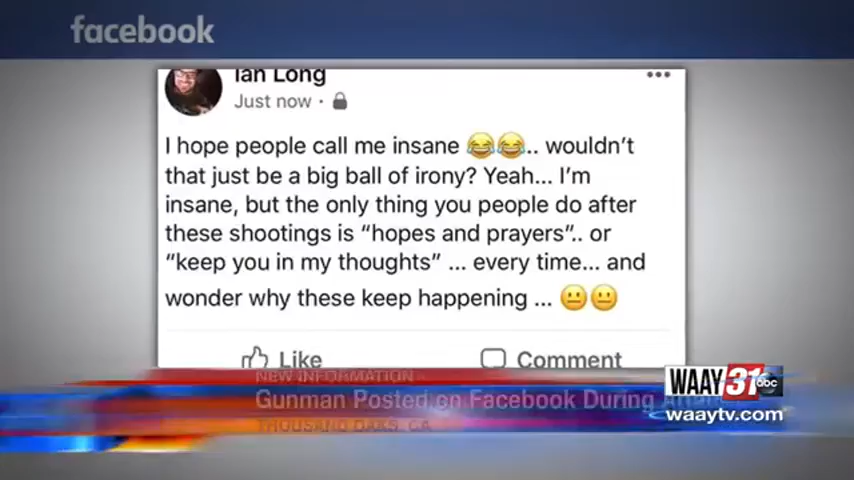 facebook
Ian Long
Just now ·
I hope people call me insane 😂😂.. wouldn't
that just be a big ball of irony? Yeah... I'm
insane, but the only thing you people do after
these shootings is “hopes and prayers”.. or
“keep you in my thoughts” ... every time... and
wonder why these keep happening ... 😐😐
Like
Comment
NEW INFORMATION
Gunman Posted on Facebook During
THOUSAND OAKS, CA
WAAY 31 abc
waaytv.com